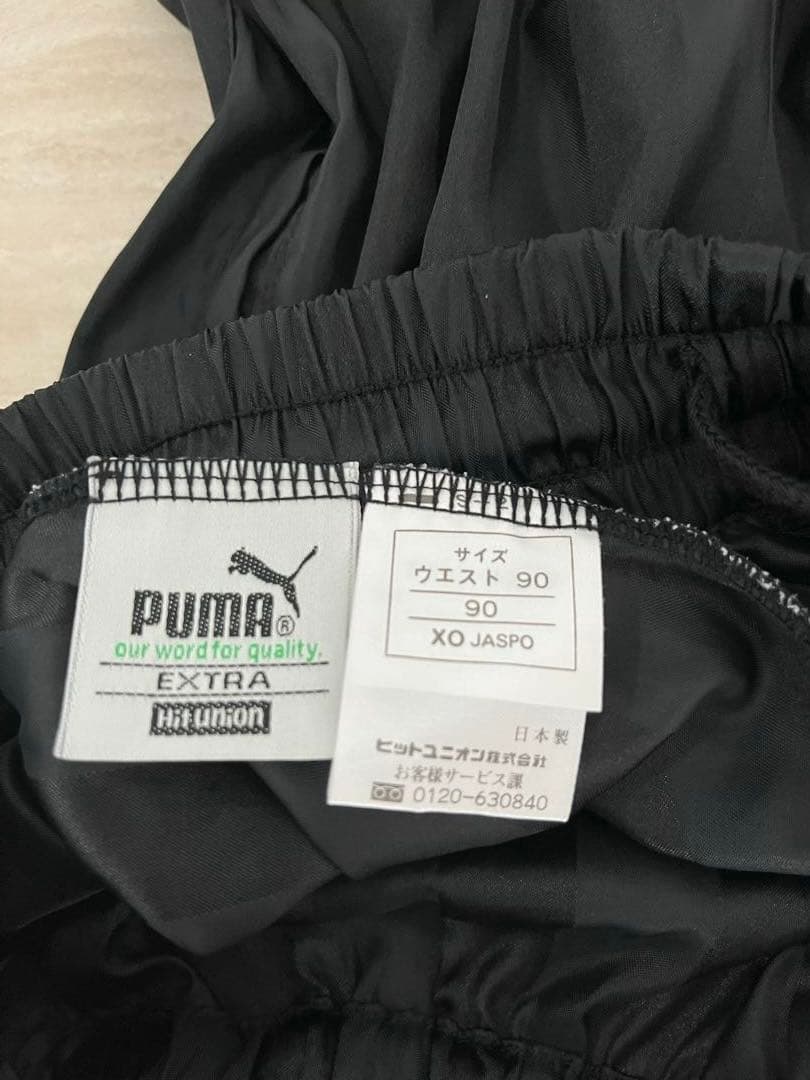 PUMA®
our word for quality.
EXTRA
Hit union
サイズ
ウエスト 90
90
XO JASPO
日本製
ヒットユニオン株式会社
お客様サービス課
0120-630840